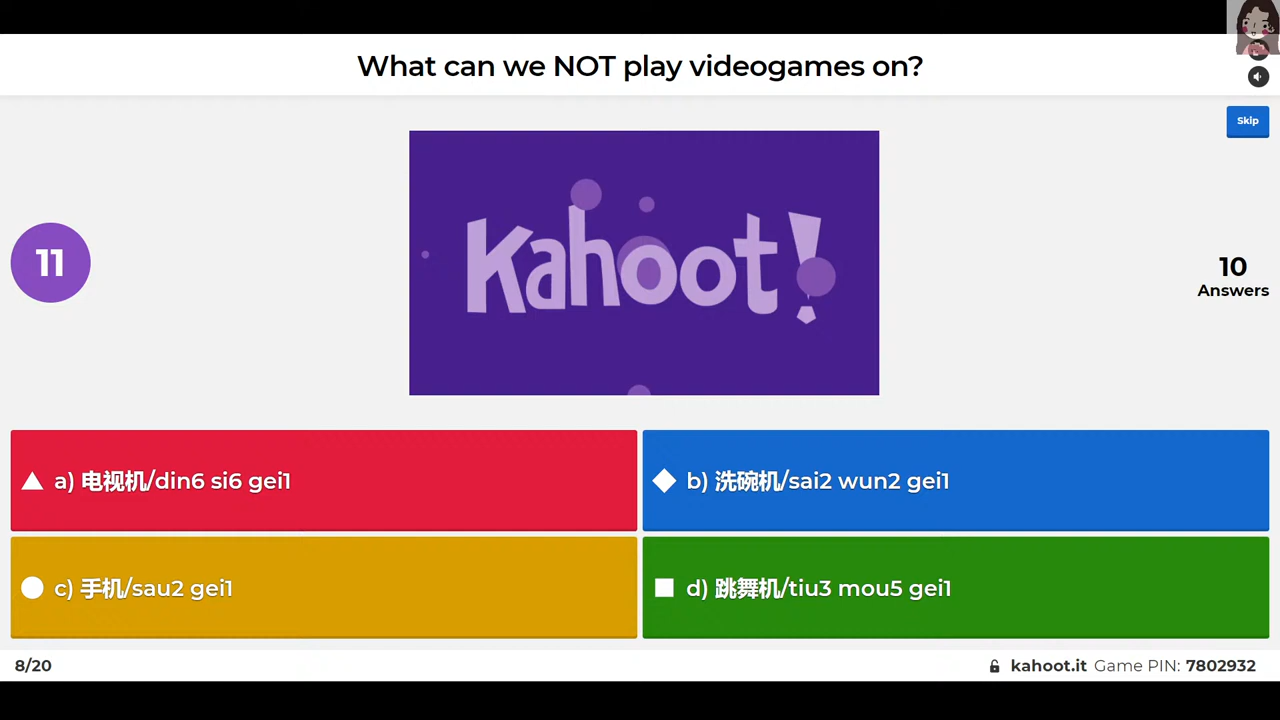 What can we NOT play videogames on?
Skip
Kahoot!
11
10
Answers
a) 电视机/din6 si6 gei1
b) 洗碗机/sai2 wun2 gei1
c) 手机/sau2 gei1
d) 跳舞机/tiu3 mou5 gei1
8/20
kahoot.it Game PIN: 7802932